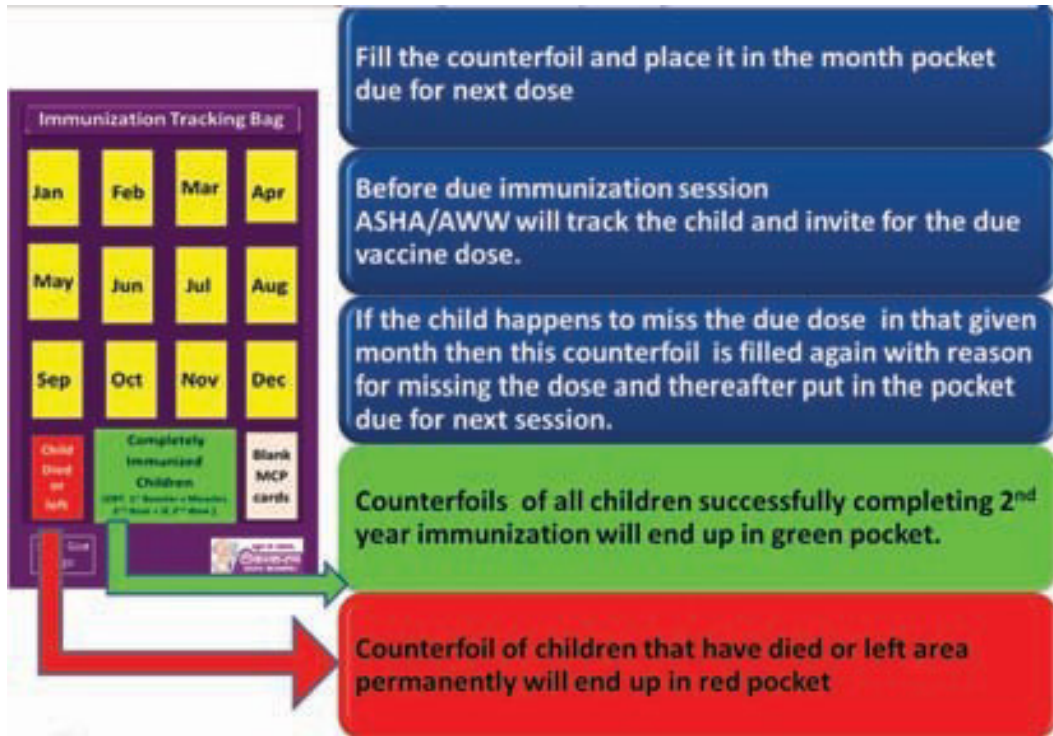 Immunization Tracking Bag
Jan
Feb
Mar
Apr
May
Jun
Jul
Aug
Sep
Oct
Nov
Dec
Child
Died
or
left
Completely
Immunized
Children
Blank
MCP
cards
Fill the counterfoil and place it in the month pocket
due for next dose
Before due immunization session
ASHA/AWW will track the child and invite for the due
vaccine dose.
If the child happens to miss the due dose in that given
month then this counterfoil is filled again with reason
for missing the dose and thereafter put in the pocket
due for next session.
Counterfoils of all children successfully completing 2nd
year immunization will end up in green pocket.
Counterfoil of children that have died or left area
permanently will end up in red pocket